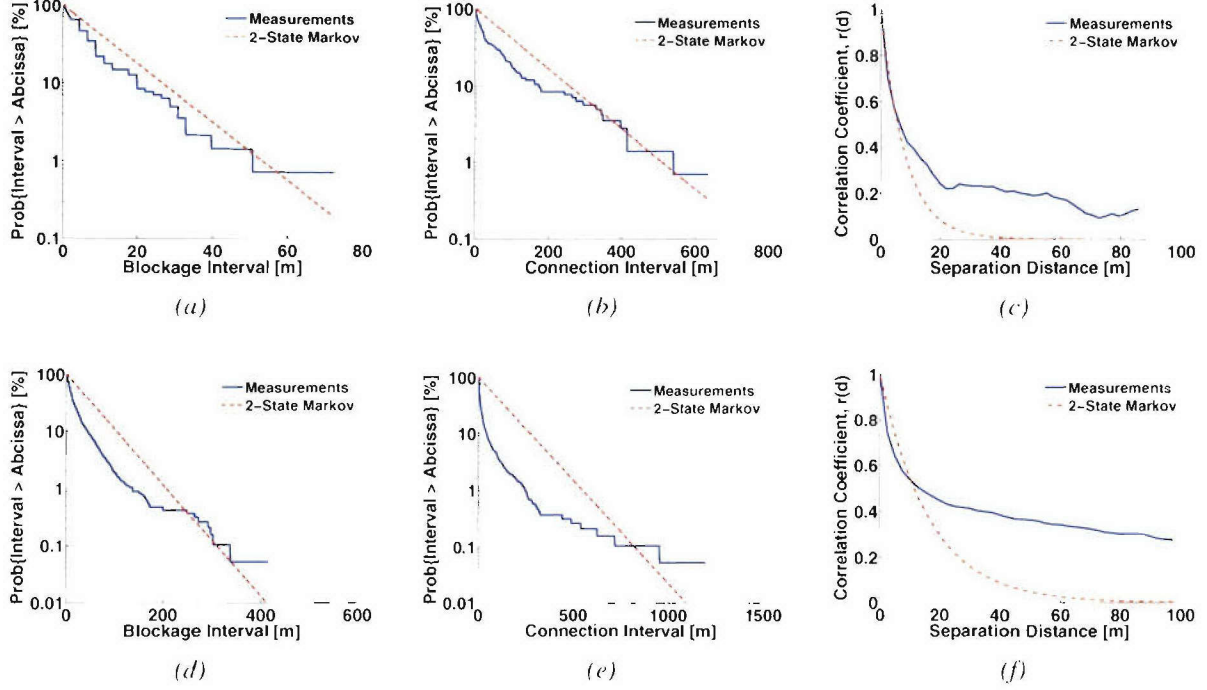 Prob{Interval > Abcissa} [%]
100
10
1
0.1
Measurements
2-State Markov
0 20 40 60 80
Blockage Interval [m]
(a)
Prob{Interval > Abcissa} [%]
100
10
1
0.1
Measurements
2-State Markov
0 200 400 600 800
Connection Interval [m]
(b)
Correlation Coefficient, r(d)
1
0.8
0.6
0.4
0.2
0
Measurements
2-State Markov
0 20 40 60 80 100
Separation Distance [m]
(c)
Prob{Interval > Abcissa} [%]
100
10
1
0.1
0.01
Measurements
2-State Markov
0 200 400 600
Blockage Interval [m]
(d)
Prob{Interval > Abcissa} [%]
100
10
1
0.1
0.01
Measurements
2-State Markov
0 500 1000 1500
Connection Interval [m]
(e)
Correlation Coefficient, r(d)
1
0.8
0.6
0.4
0.2
0
Measurements
2-State Markov
0 20 40 60 80 100
Separation Distance [m]
(f)